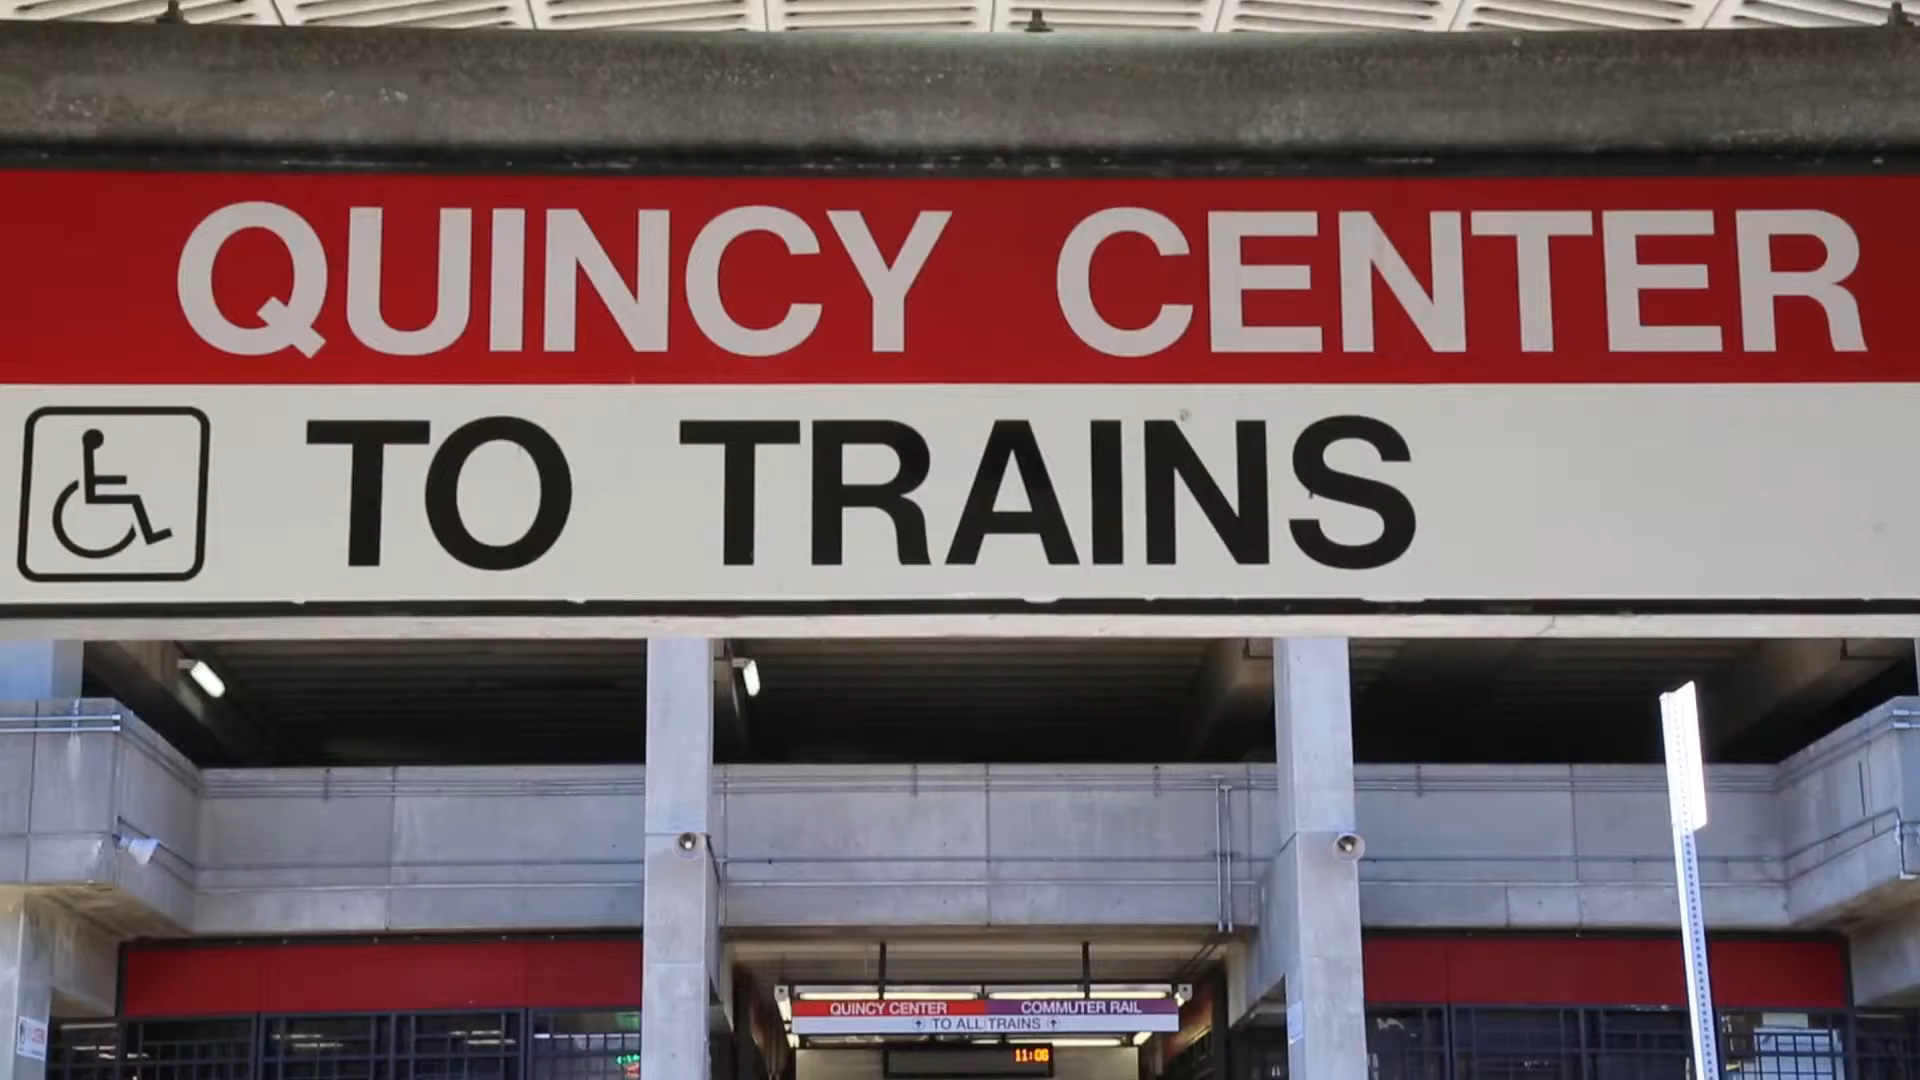 QUINCY CENTER
TO TRAINS
QUINCY CENTER COMMUTER RAIL
TO ALL TRAINS
11:06